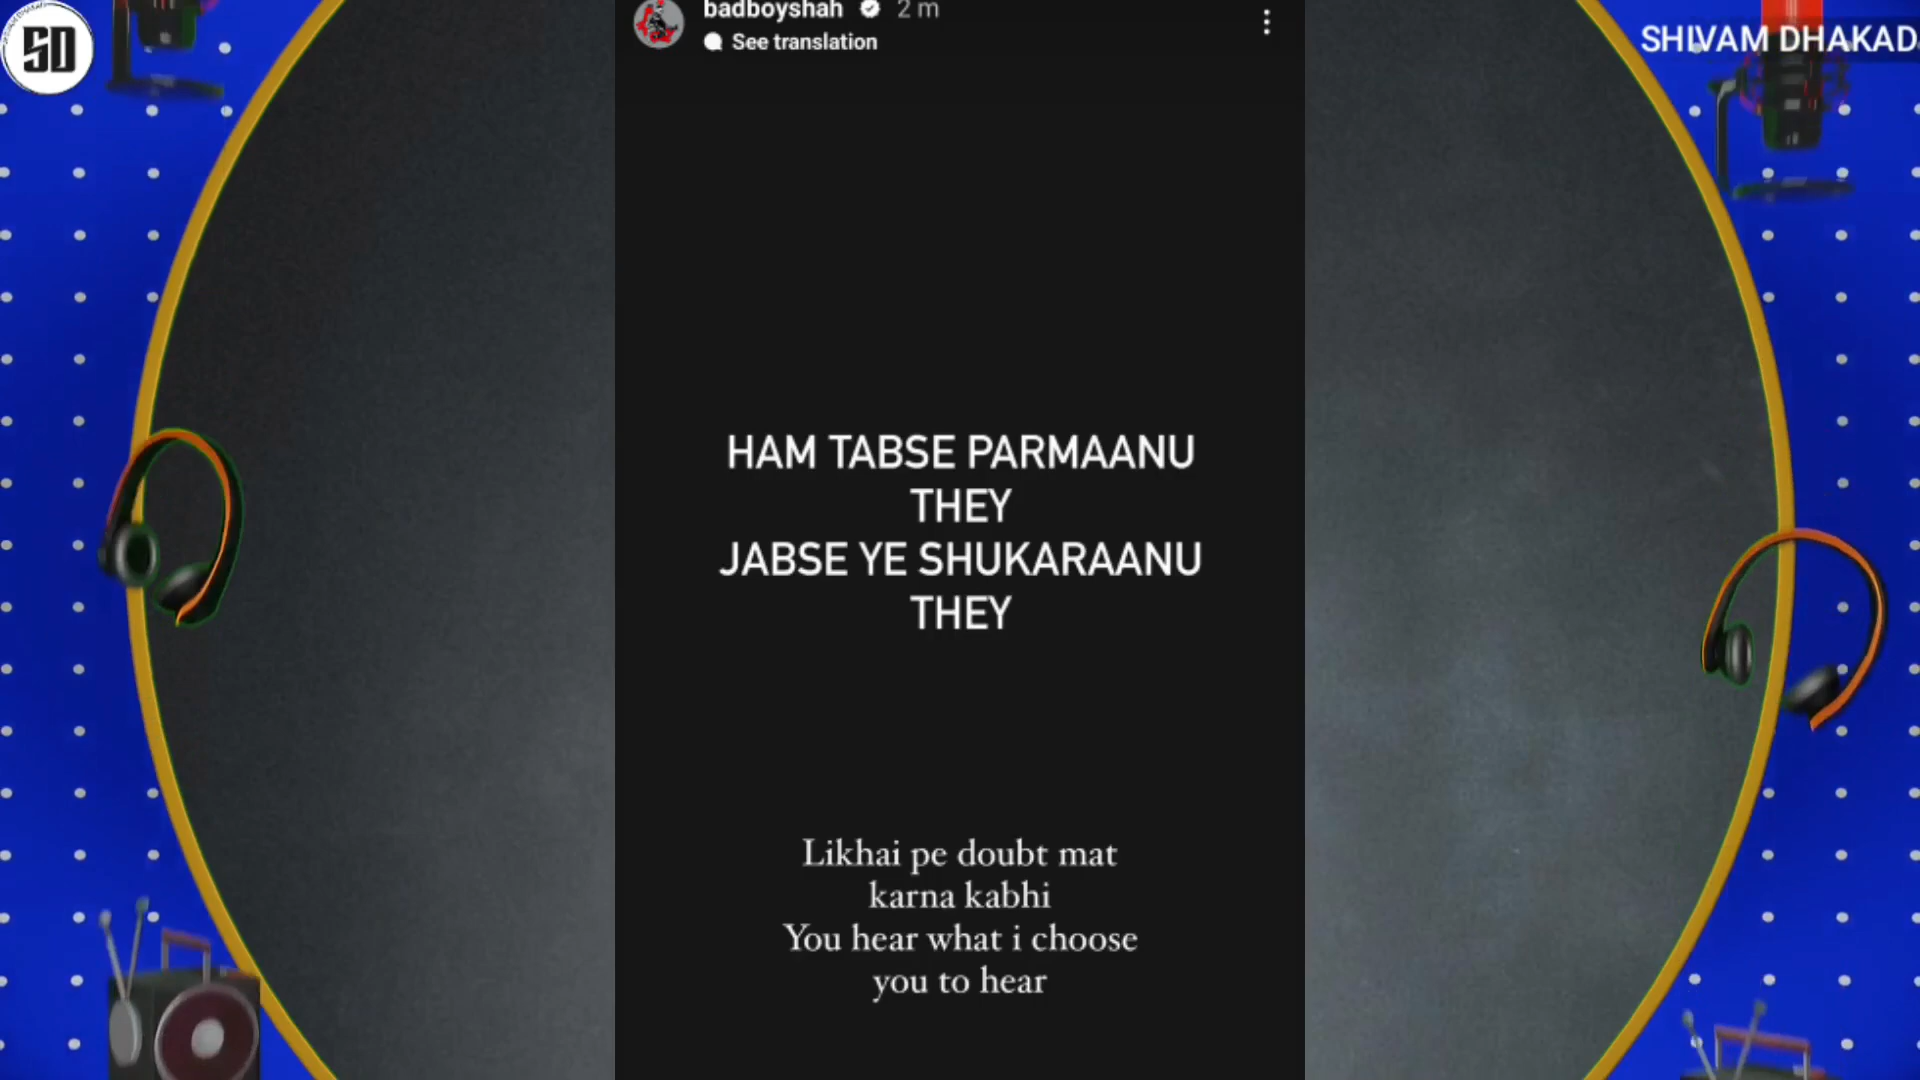 SD
badboyshah 2 m
See translation
SHIVAM DHAKAD
HAM TABSE PARMAANU
THEY
JABSE YE SHUKARAANU
THEY
Likhai pe doubt mat
karna kabhi
You hear what i choose
you to hear